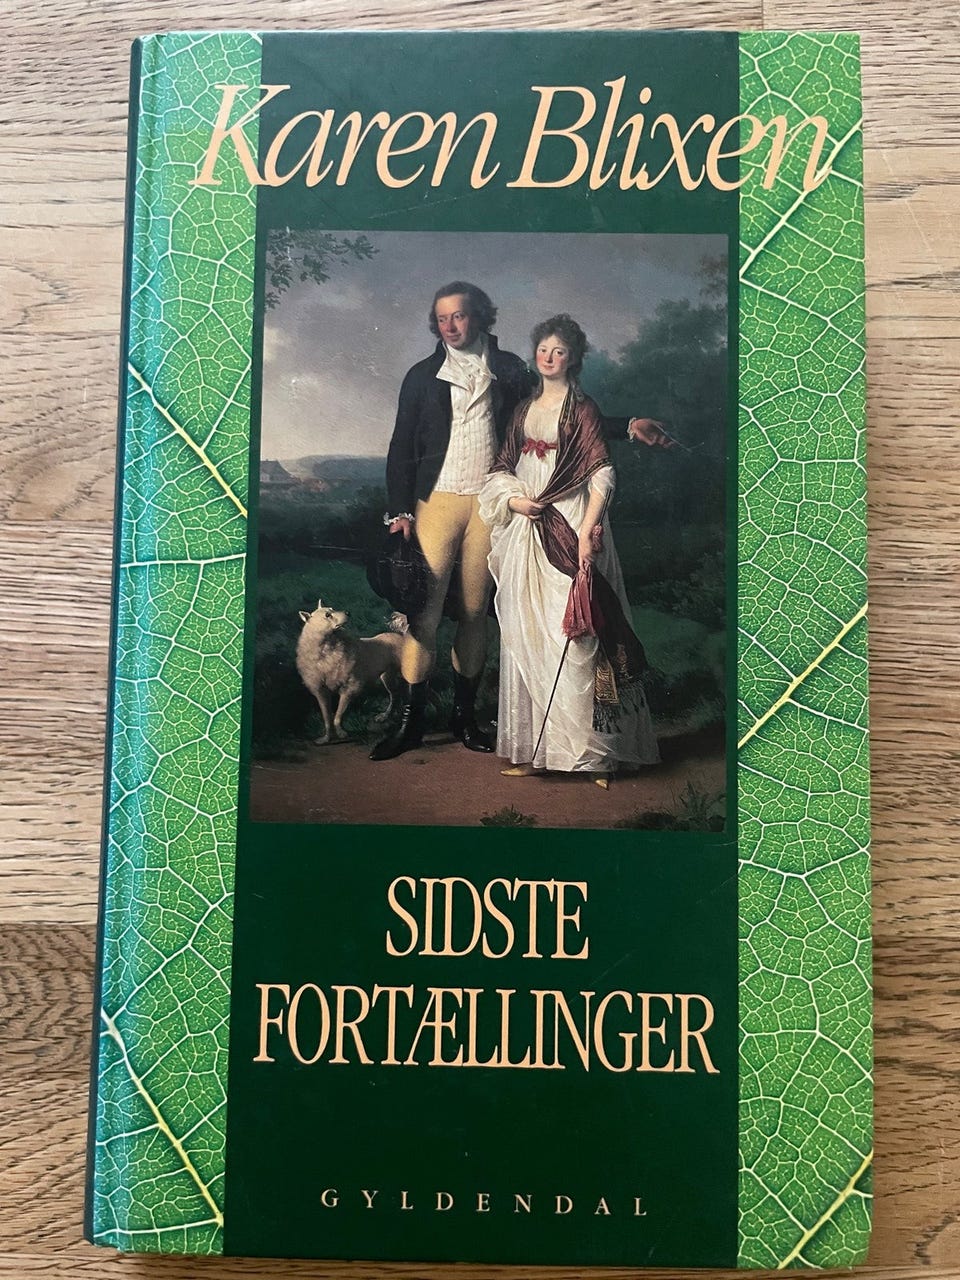 Karen Blixen
SIDSTE
FORTÆLLINGER
GYLDENDAL